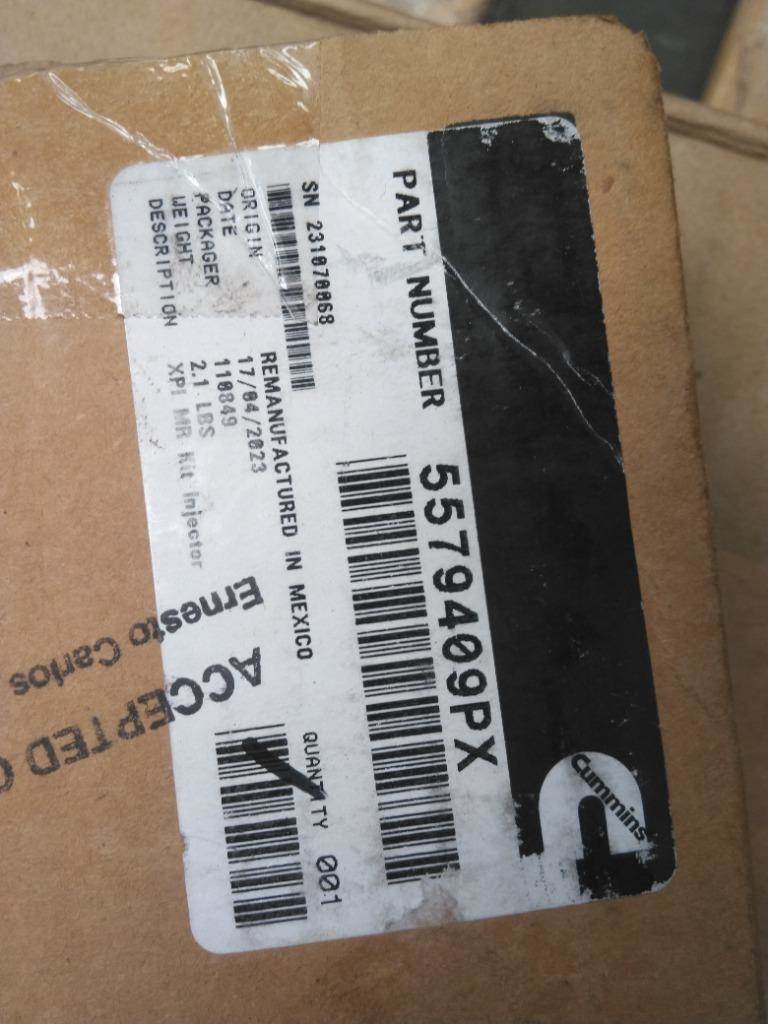 Cummins
PART NUMBER 5579409PX
SN 231070068
ORIGIN REMANUFACTURED IN MEXICO
DATE 17/04/2023
PACKAGER 110849
WEIGHT 2.1 LBS
DESCRIPTION XPI MR Kit Injector
QUANTITY 001
ACCEPTED
Ernesto Carlos